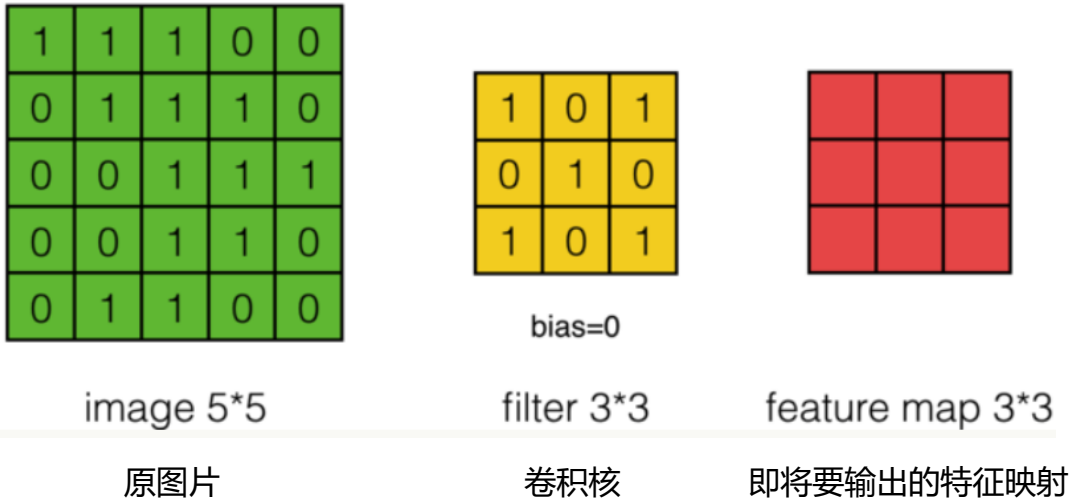 1 1 1 0 0
0 1 1 1 0
0 0 1 1 1
0 0 1 1 0
0 1 1 0 0
1 0 1
0 1 0
1 0 1
bias=0
image 5*5
filter 3*3
feature map 3*3
原图片
卷积核
即将要输出的特征映射